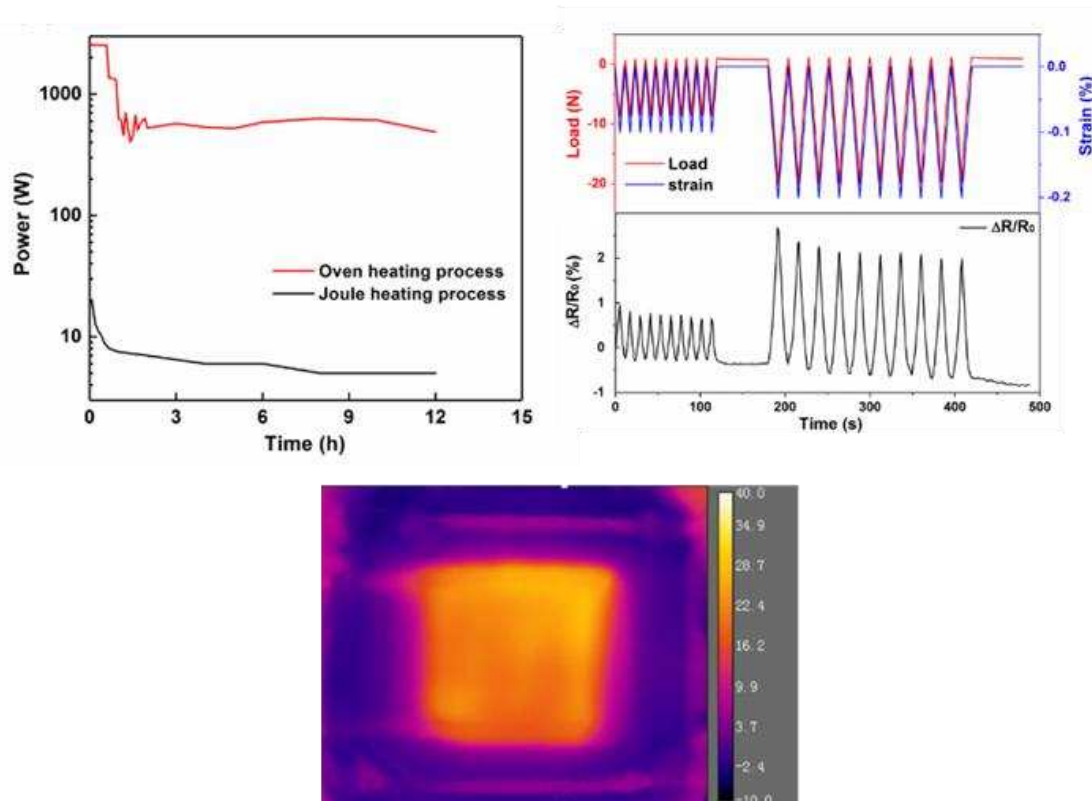 1000
100
10
Power (W)
Oven heating process
Joule heating process
0 3 6 9 12 15
Time (h)
0
-10
-20
Load (N)
Load
strain
0.0
-0.1
-0.2
Strain (%)
ΔR/R₀
2
1
0
-1
ΔR/R₀ (%)
0 100 200 300 400 500
Time (s)
40.0
34.9
28.7
22.4
16.2
9.9
3.7
-2.4
-10.0